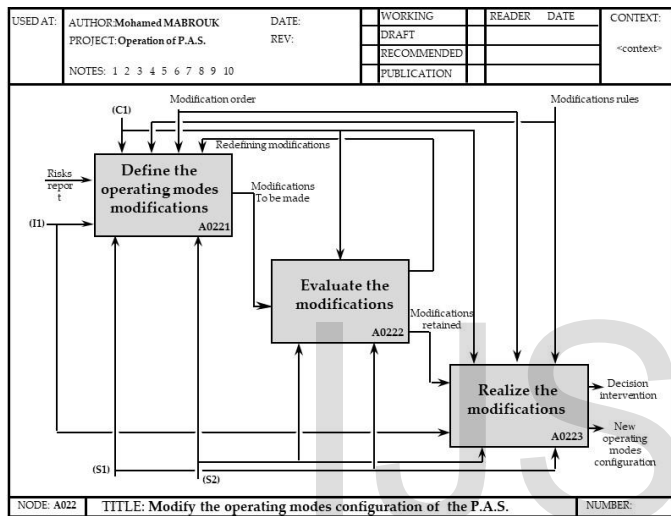 USED AT:
AUTHOR:Mohamed MABROUK
DATE:
PROJECT:Operation of P.A.S.
REV:
NOTES: 1 2 3 4 5 6 7 8 9 10
WORKING
DRAFT
RECOMMENDED
PUBLICATION
READER DATE
CONTEXT:
<context>
(C1)
Modification order
Modifications rules
Redefining modifications
Risks
repor
t
(I1)
Define the
operating modes
modifications
A0221
Modifications
To be made
Evaluate the
modifications
A0222
Modifications
retained
Realize the
modifications
A0223
Decision
intervention
New
operating
modes
configuration
(S1)
(S2)
IJS
NODE: A022
TITLE: Modify the operating modes configuration of the P.A.S.
NUMBER: